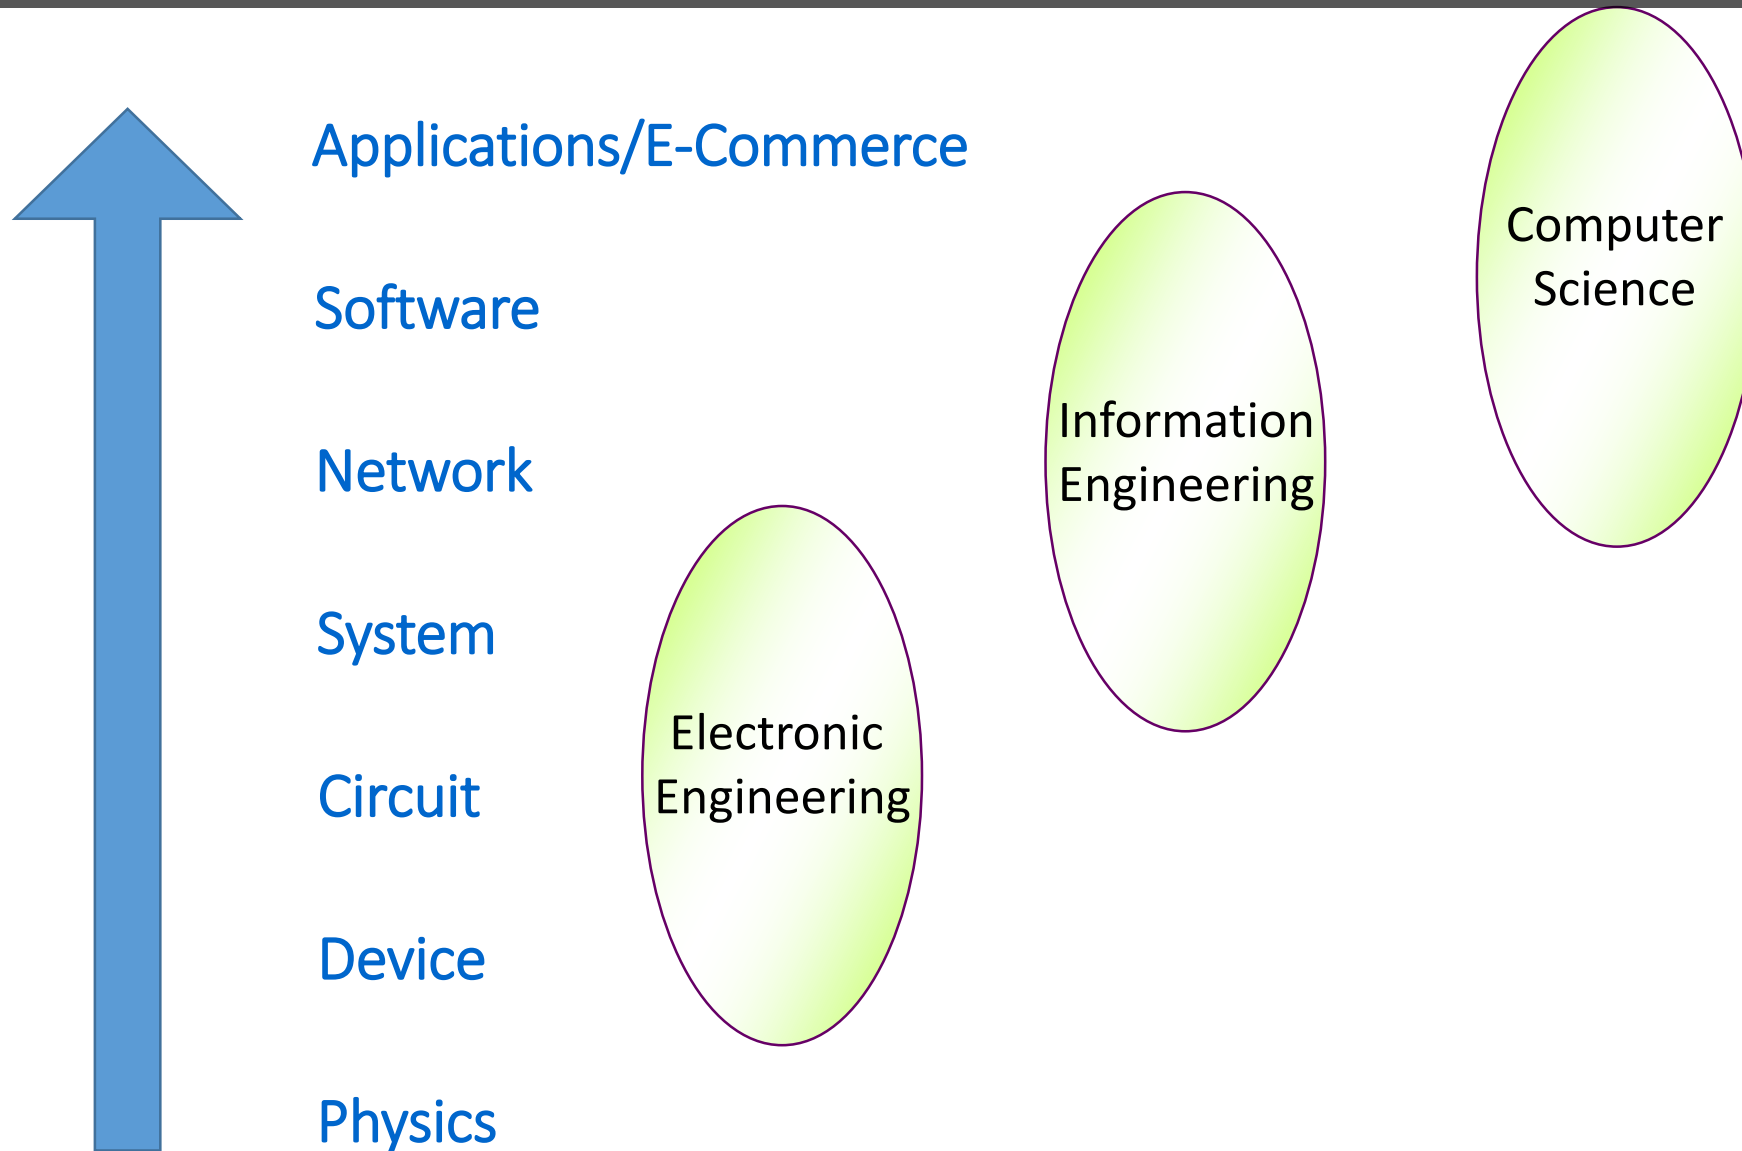 Applications/E-Commerce
Software
Network
System
Circuit
Device
Physics
Electronic
Engineering
Information
Engineering
Computer
Science